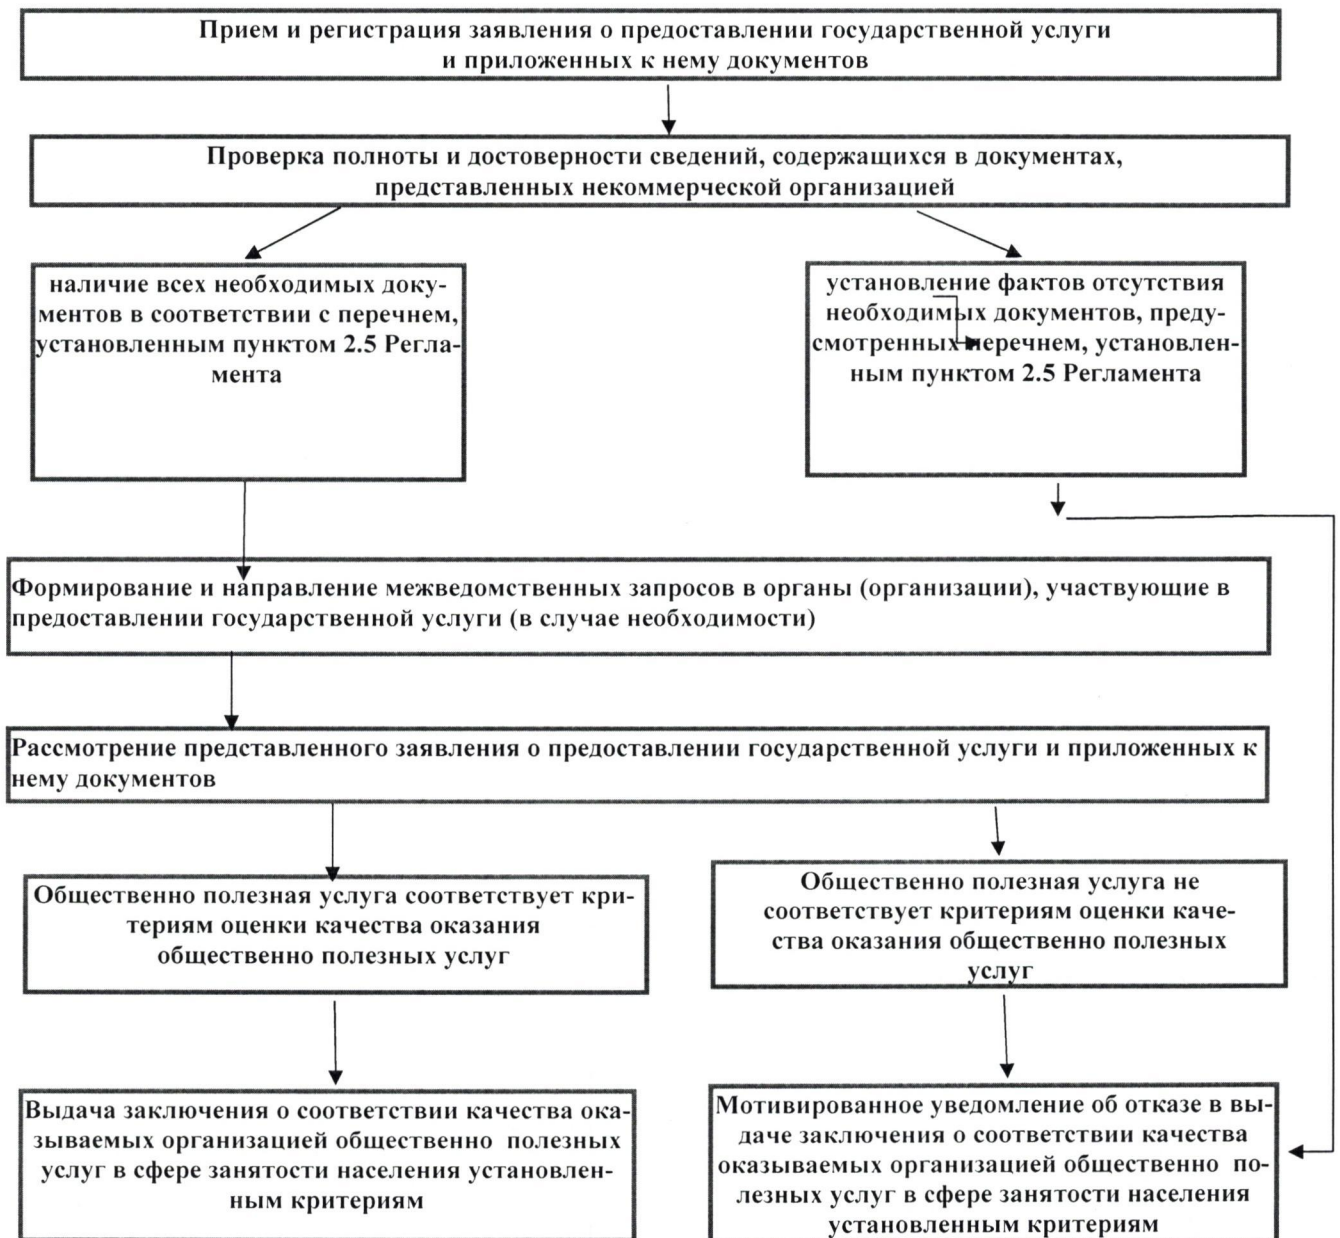 Прием и регистрация заявления о предоставлении государственной услуги
и приложенных к нему документов
Проверка полноты и достоверности сведений, содержащихся в документах,
представленных некоммерческой организацией
наличие всех необходимых доку-
ментов в соответствии с перечнем,
установленным пунктом 2.5 Регла-
мента
установление фактов отсутствия
необходимых документов, преду-
смотренных перечнем, установлен-
ным пунктом 2.5 Регламента
Формирование и направление межведомственных запросов в органы (организации), участвующие в
предоставлении государственной услуги (в случае необходимости)
Рассмотрение представленного заявления о предоставлении государственной услуги и приложенных к
нему документов
Общественно полезная услуга соответствует кри-
териям оценки качества оказания
общественно полезных услуг
Общественно полезная услуга не
соответствует критериям оценки каче-
ства оказания общественно полезных
услуг
Выдача заключения о соответствии качества ока-
зываемых организацией общественно полезных
услуг в сфере занятости населения установлен-
ным критериям
Мотивированное уведомление об отказе в вы-
даче заключения о соответствии качества
оказываемых организацией общественно по-
лезных услуг в сфере занятости населения
установленным критериям